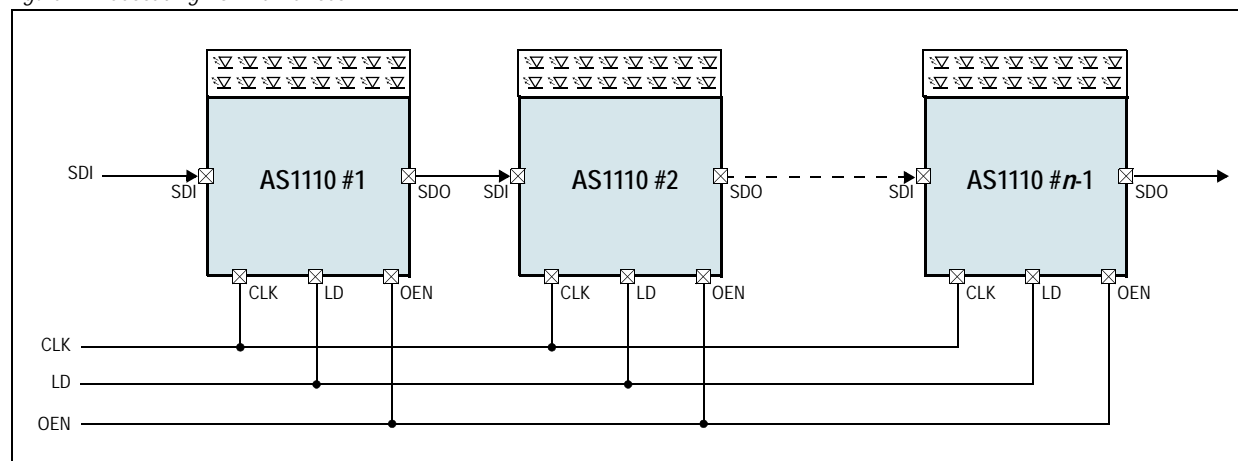 SDI
SDI
AS1110 #1
SDO
SDI
AS1110 #2
SDO
SDI
AS1110 #n-1
SDO
CLK
LD
OEN
CLK
LD
OEN
CLK
LD
OEN
CLK
LD
OEN